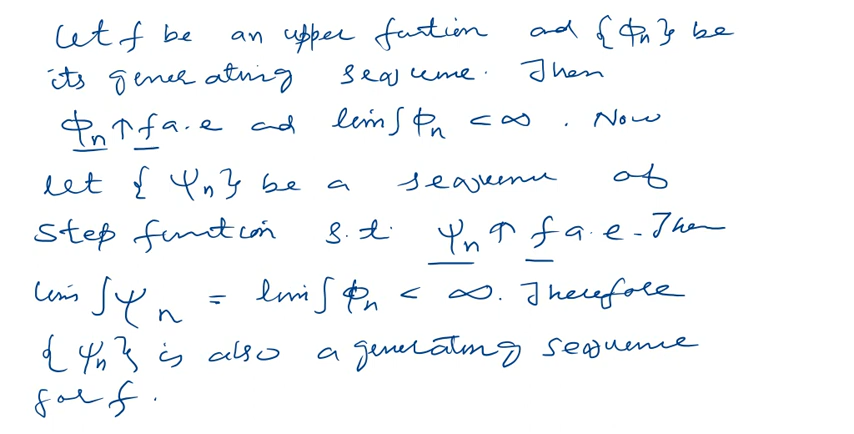 let f be an upper function and {ϕn} be
its generating sequence. Then
ϕn ↑ f a.e and lim ∫ ϕn < ∞ . Now
let { ψn} be a sequence of
step function s.t. ψn ↑ f a.e. Then
lim ∫ ψn = lim ∫ ϕn < ∞. Therefore
{ ψn} is also a generating sequence
for f.